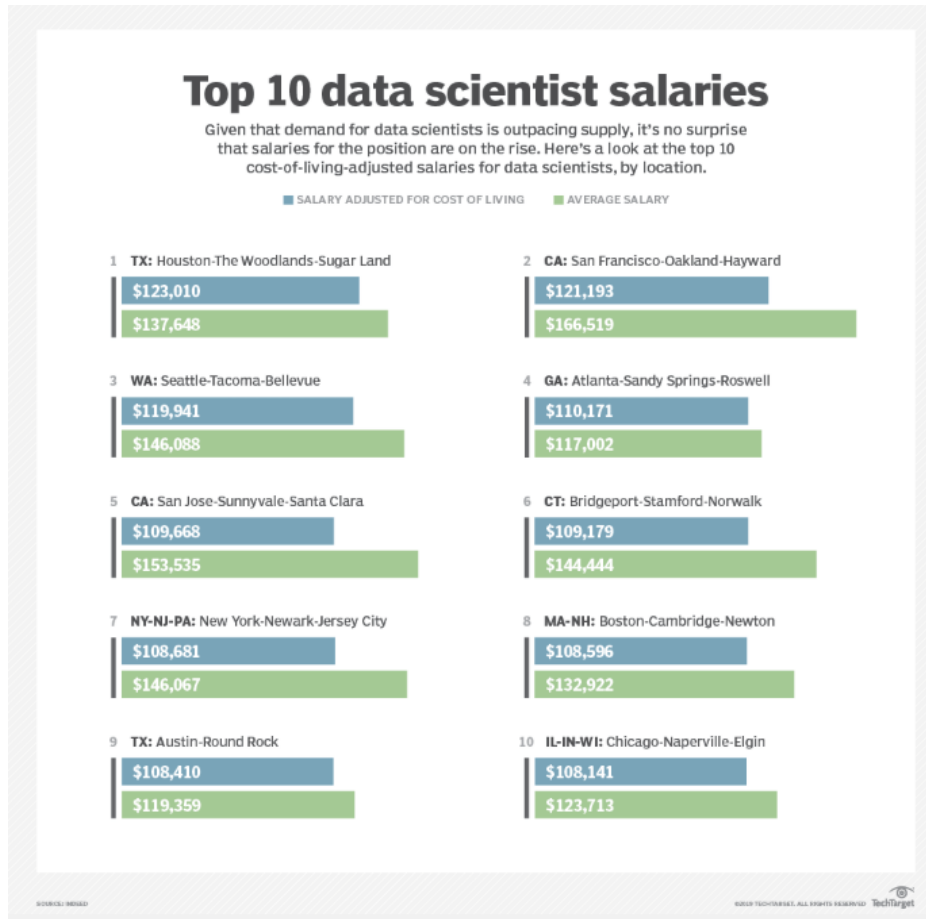 Top 10 data scientist salaries
Given that demand for data scientists is outpacing supply, it's no surprise
that salaries for the position are on the rise. Here's a look at the top 10
cost-of-living-adjusted salaries for data scientists, by location.
SALARY ADJUSTED FOR COST OF LIVING AVERAGE SALARY
1 TX: Houston-The Woodlands-Sugar Land
$123,010
$137,648
2 CA: San Francisco-Oakland-Hayward
$121,193
$166,519
3 WA: Seattle-Tacoma-Bellevue
$119,941
$146,088
4 GA: Atlanta-Sandy Springs-Roswell
$110,171
$117,002
5 CA: San Jose-Sunnyvale-Santa Clara
$109,668
$153,535
6 CT: Bridgeport-Stamford-Norwalk
$109,179
$144,444
7 NY-NJ-PA: New York-Newark-Jersey City
$108,681
$146,067
8 MA-NH: Boston-Cambridge-Newton
$108,596
$132,922
9 TX: Austin-Round Rock
$108,410
$119,359
10 IL-IN-WI: Chicago-Naperville-Elgin
$108,141
$123,713
SOURCE: INDEED
©2019 TECHTARGET. ALL RIGHTS RESERVED TechTarget